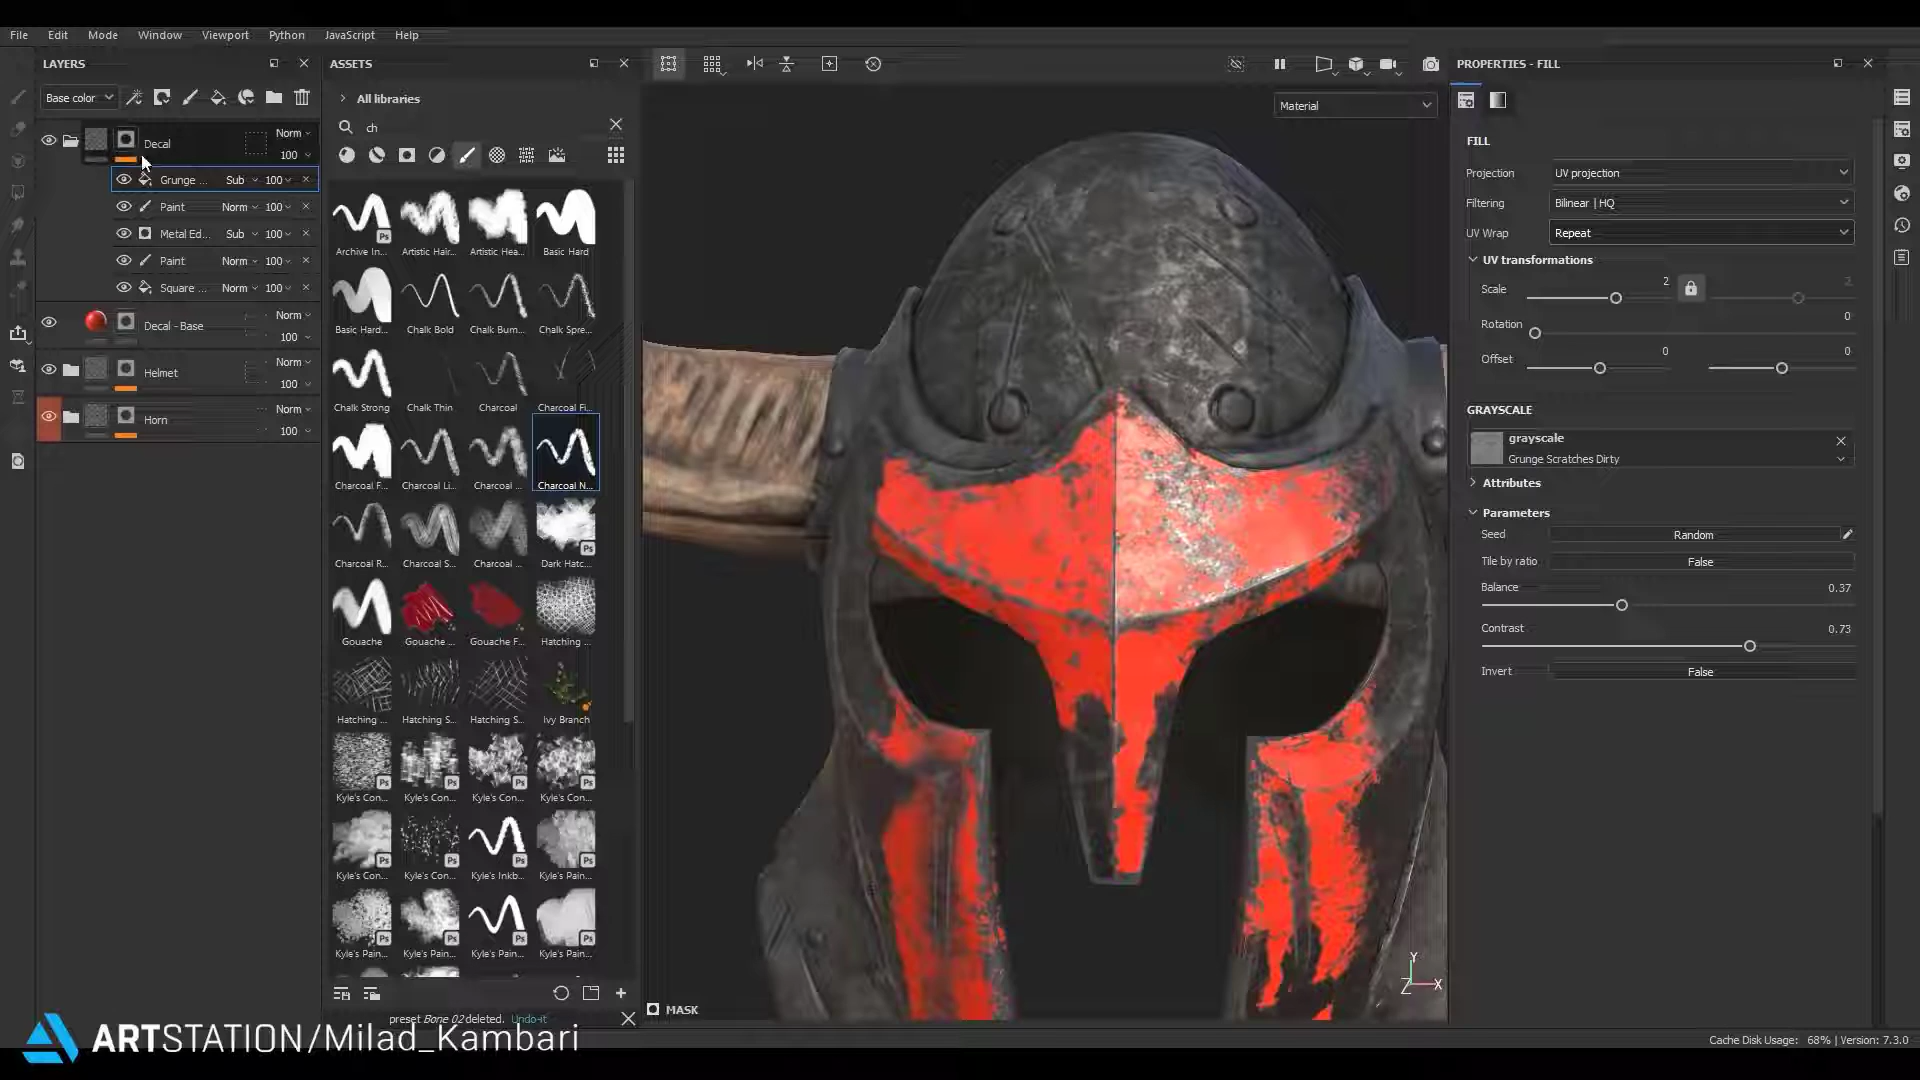 File Edit Mode Window Viewport Python JavaScript Help
LAYERS
Base color
Decal Norm 100
Grunge ... Sub 100
Paint Norm 100
Metal Ed... Sub 100
Paint Norm 100
Square ... Norm 100
Decal - Base Norm 100
Helmet Norm 100
Horn Norm 100
ASSETS
All libraries
ch
Archive In... Artistic Hair... Artistic Hea... Basic Hard
Basic Hard... Chalk Bold Chalk Bum... Chalk Spre...
Chalk Strong Chalk Thin Charcoal Charcoal Fi...
Charcoal F... Charcoal Li... Charcoal ... Charcoal N...
Charcoal R... Charcoal S... Charcoal ... Dark Hatc...
Gouache Gouache ... Gouache F... Hatching ...
Hatching ... Hatching S... Hatching S... Ivy Branch
Kyle's Con... Kyle's Con... Kyle's Con... Kyle's Con...
Kyle's Con... Kyle's Con... Kyle's Inkb... Kyle's Pain...
Kyle's Pain... Kyle's Pain... Kyle's Pain... Kyle's Pain...
preset Bone 02 deleted. Undo-it
Material
MASK
Y
Z X
PROPERTIES - FILL
FILL
Projection UV projection
Filtering Bilinear | HQ
UV Wrap Repeat
UV transformations
Scale 2 2
Rotation 0
Offset 0 0
GRAYSCALE
grayscale
Grunge Scratches Dirty
Attributes
Parameters
Seed Random
Tile by ratio False
Balance 0.37
Contrast 0.73
Invert False
Cache Disk Usage: 68% | Version: 7.3.0
ARTSTATION/Milad_Kambari